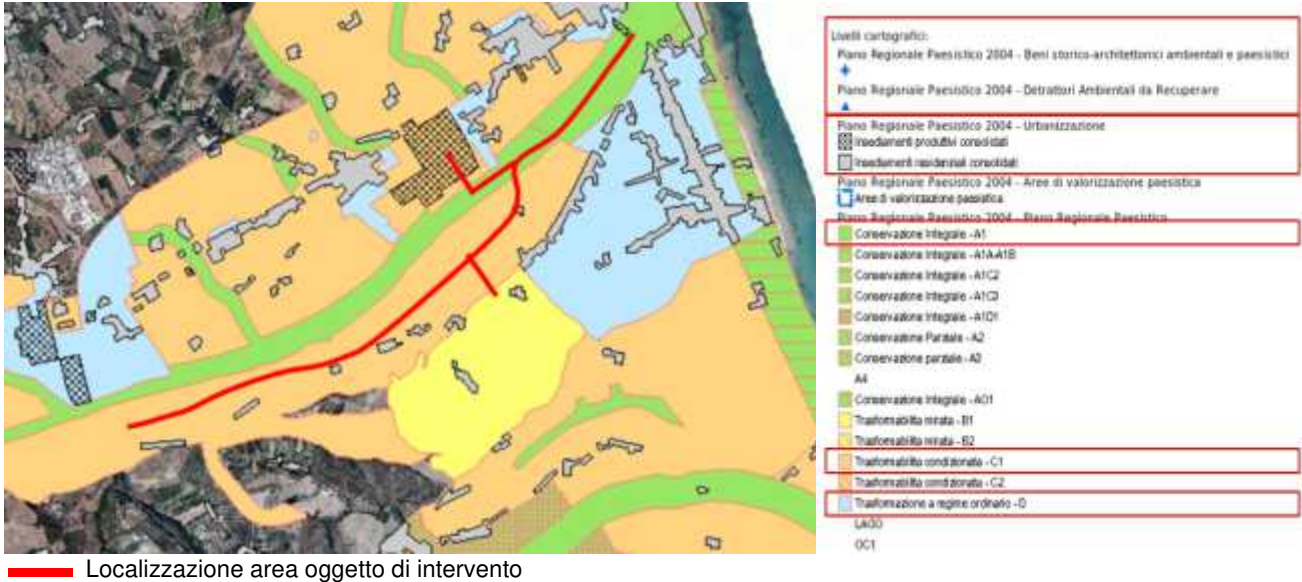 Livelli cartografici:
Piano Regionale Paesistico 2004 - Beni storico-architettonici ambientali e paesistici
Piano Regionale Paesistico 2004 - Detrattori Ambientali da Recuperare
Piano Regionale Paesistico 2004 - Urbanizzazione
Insediamenti produttivi consolidati
Insediamenti residenziali consolidati
Piano Regionale Paesistico 2004 - Aree di valorizzazione paesistica
Aree di valorizzazione paesistica
Piano Regionale Paesistico 2004 - Piano Regionale Paesistico
Conservazione Integrale - A1
Conservazione Integrale - A1A-A1B
Conservazione Integrale - A1C2
Conservazione Integrale - A1C3
Conservazione Integrale - A1D1
Conservazione Parziale - A2
Conservazione parziale - A3
A4
Conservazione Integrale - AO1
Trasformabilita mirata - B1
Trasformabilita mirata - B2
Trasformabilita condizionata - C1
Trasformabilita condizionata - C2
Trasformazione a regime ordinario - D
LAGO
OC1
Localizzazione area oggetto di intervento